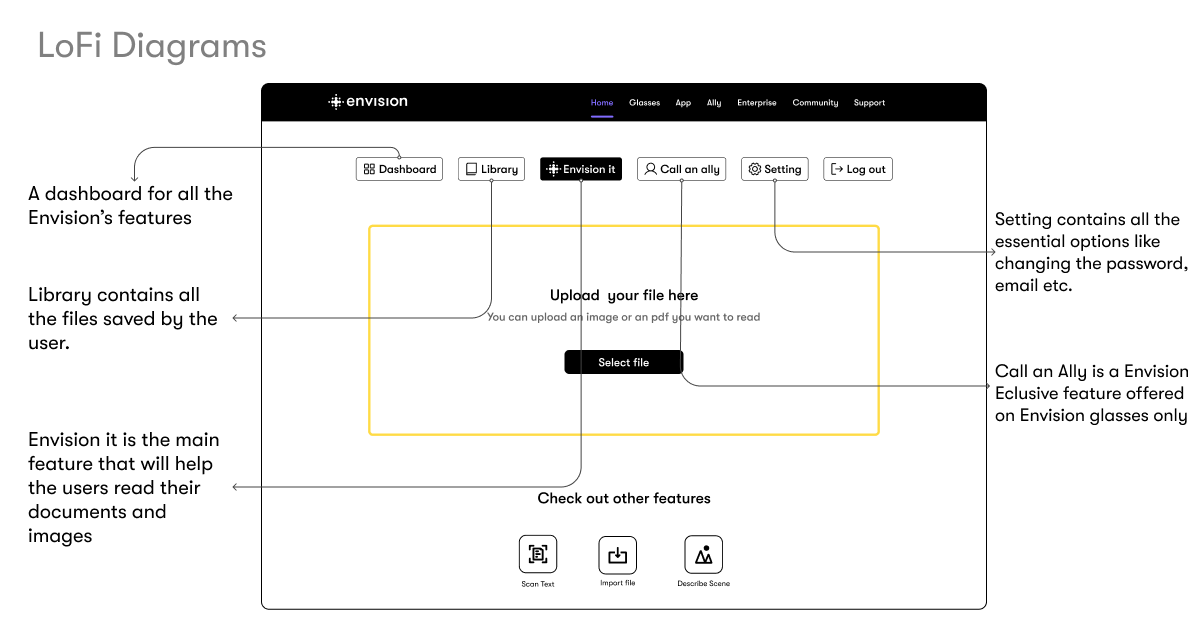 LoFi Diagrams
envision
Home Glasses App Ally Enterprise Community Support
Dashboard Library Envision it Call an ally Setting Log out
A dashboard for all the
Envision’s features
Setting contains all the
essential options like
changing the password,
email etc.
Library contains all
the files saved by the
user.
Upload your file here
You can upload an image or an pdf you want to read
Select file
Call an Ally is a Envision
Eclusive feature offered
on Envision glasses only
Envision it is the main
feature that will help
the users read their
documents and
images
Check out other features
Scan Text Import file Describe Scene